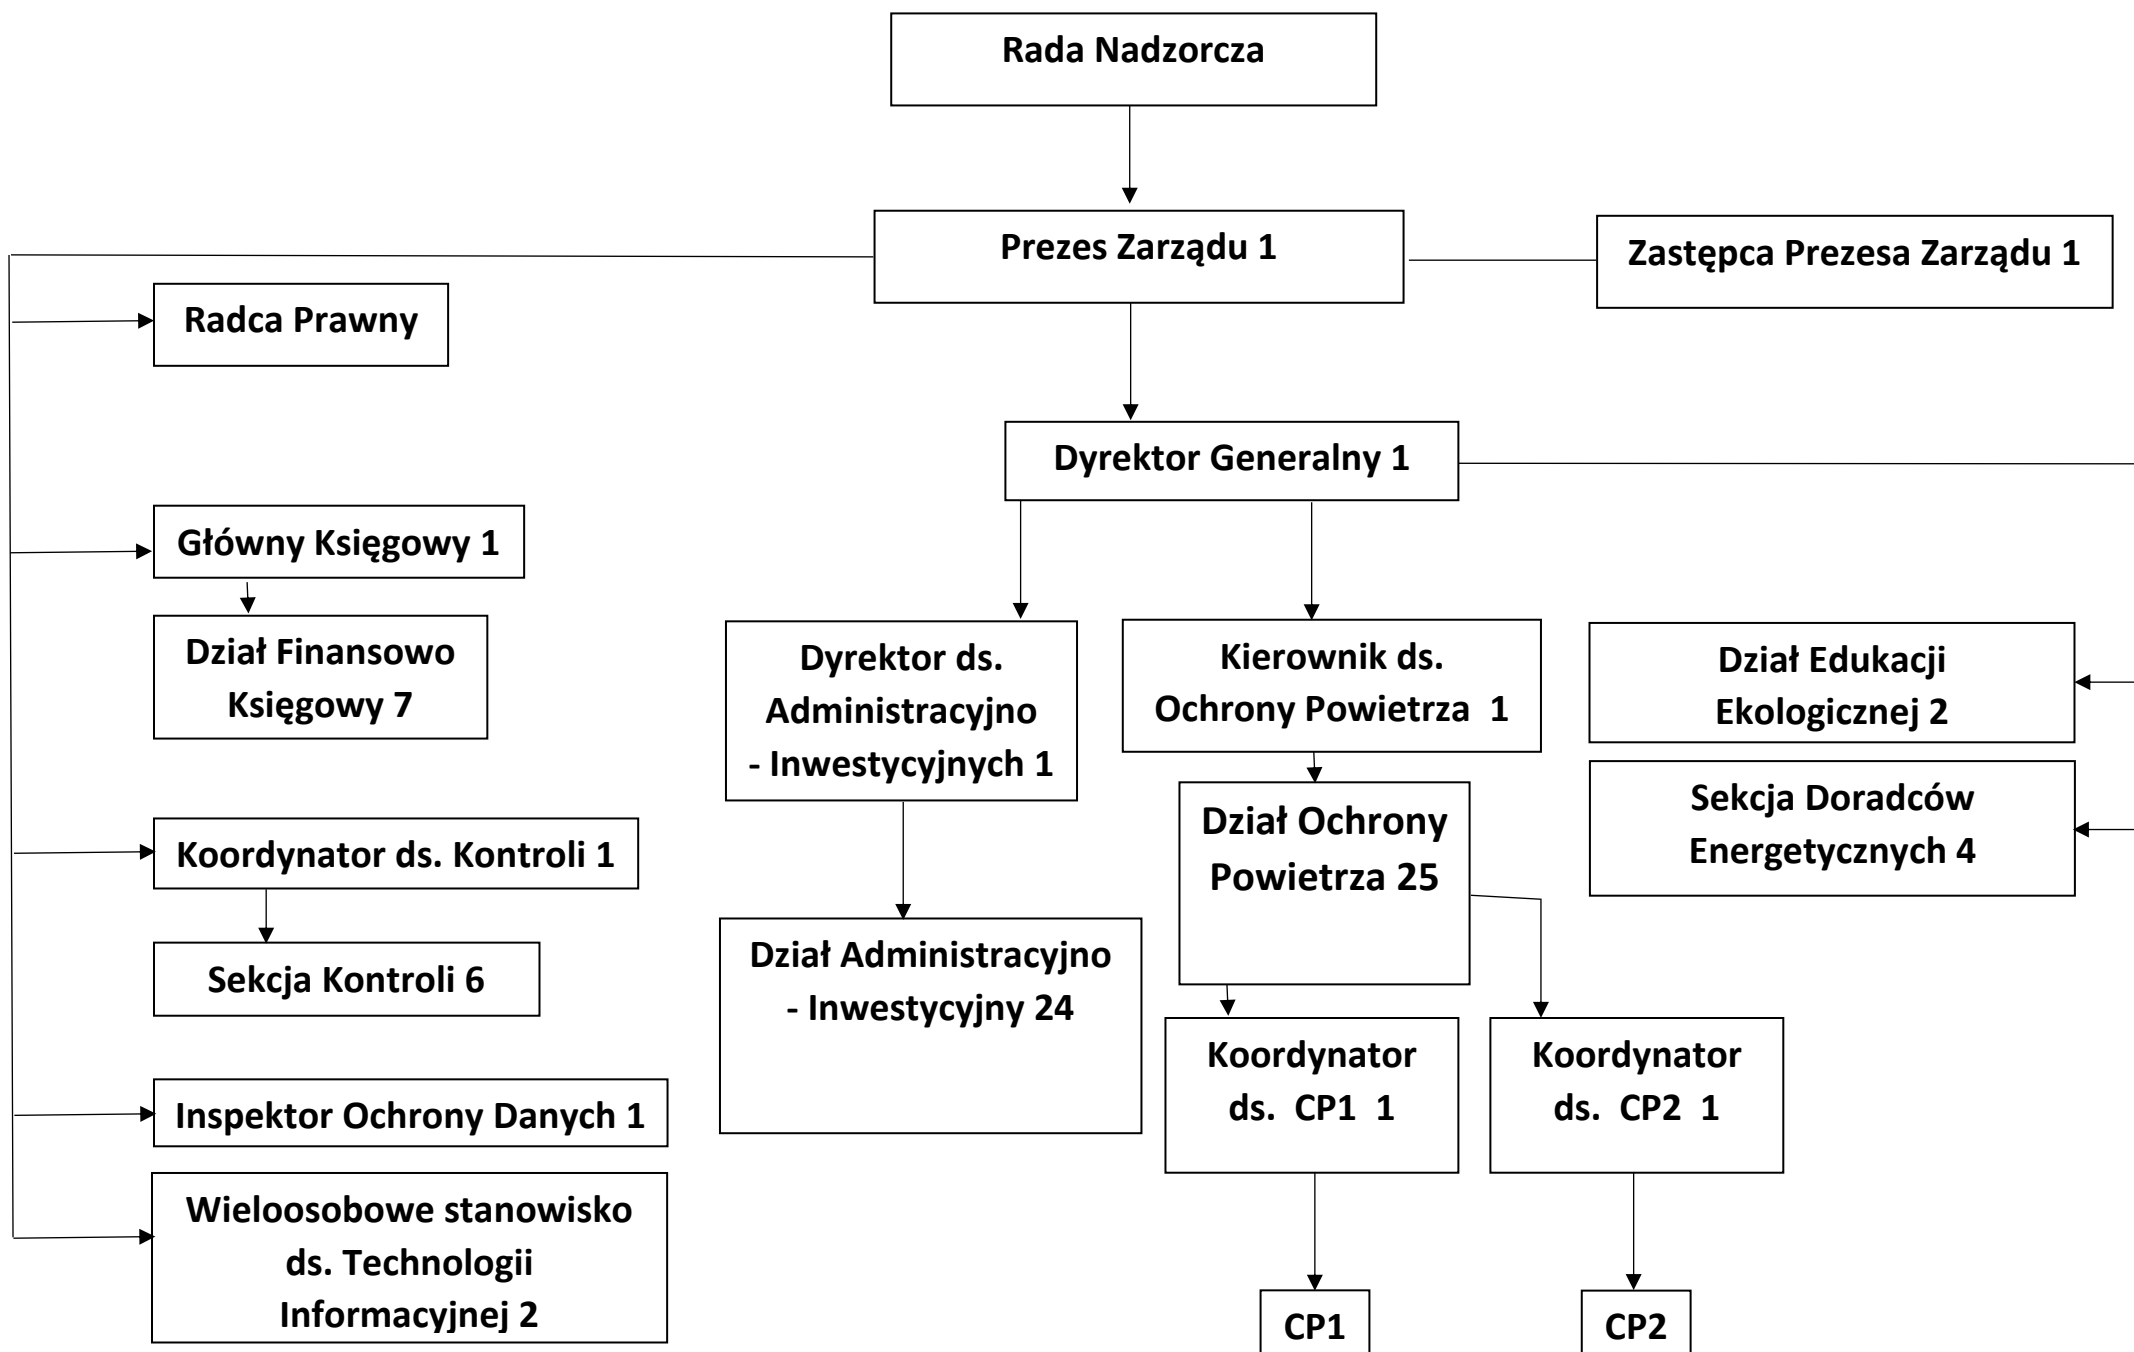 Rada Nadzorcza
Prezes Zarządu 1
Zastępca Prezesa Zarządu 1
Radca Prawny
Dyrektor Generalny 1
Główny Księgowy 1
Dział Finansowo
Księgowy 7
Koordynator ds. Kontroli 1
Sekcja Kontroli 6
Inspektor Ochrony Danych 1
Wieloosobowe stanowisko
ds. Technologii
Informacyjnej 2
Dyrektor ds.
Administracyjno
- Inwestycyjnych 1
Dział Administracyjno
- Inwestycyjny 24
Kierownik ds.
Ochrony Powietrza  1
Dział Ochrony
Powietrza 25
Koordynator
ds.  CP1  1
CP1
Koordynator
ds.  CP2  1
CP2
Dział Edukacji
Ekologicznej 2
Sekcja Doradców
Energetycznych 4